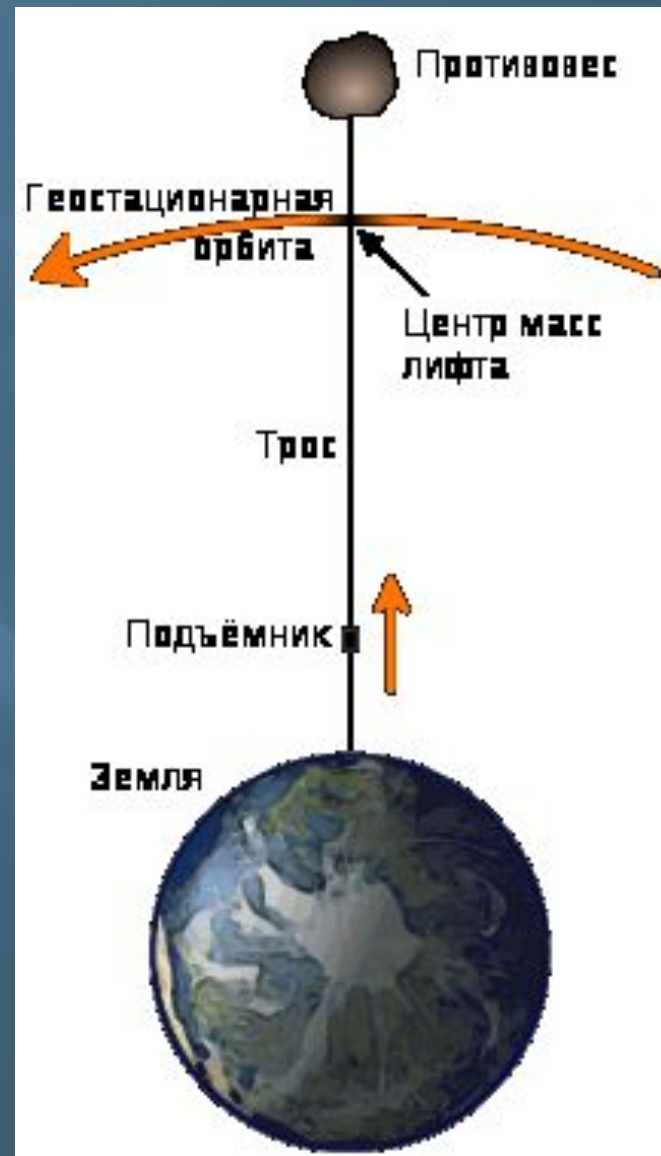 Противовес
Геостационарная
орбита
Центр масс
лифта
Трос
Подъёмник
Земля